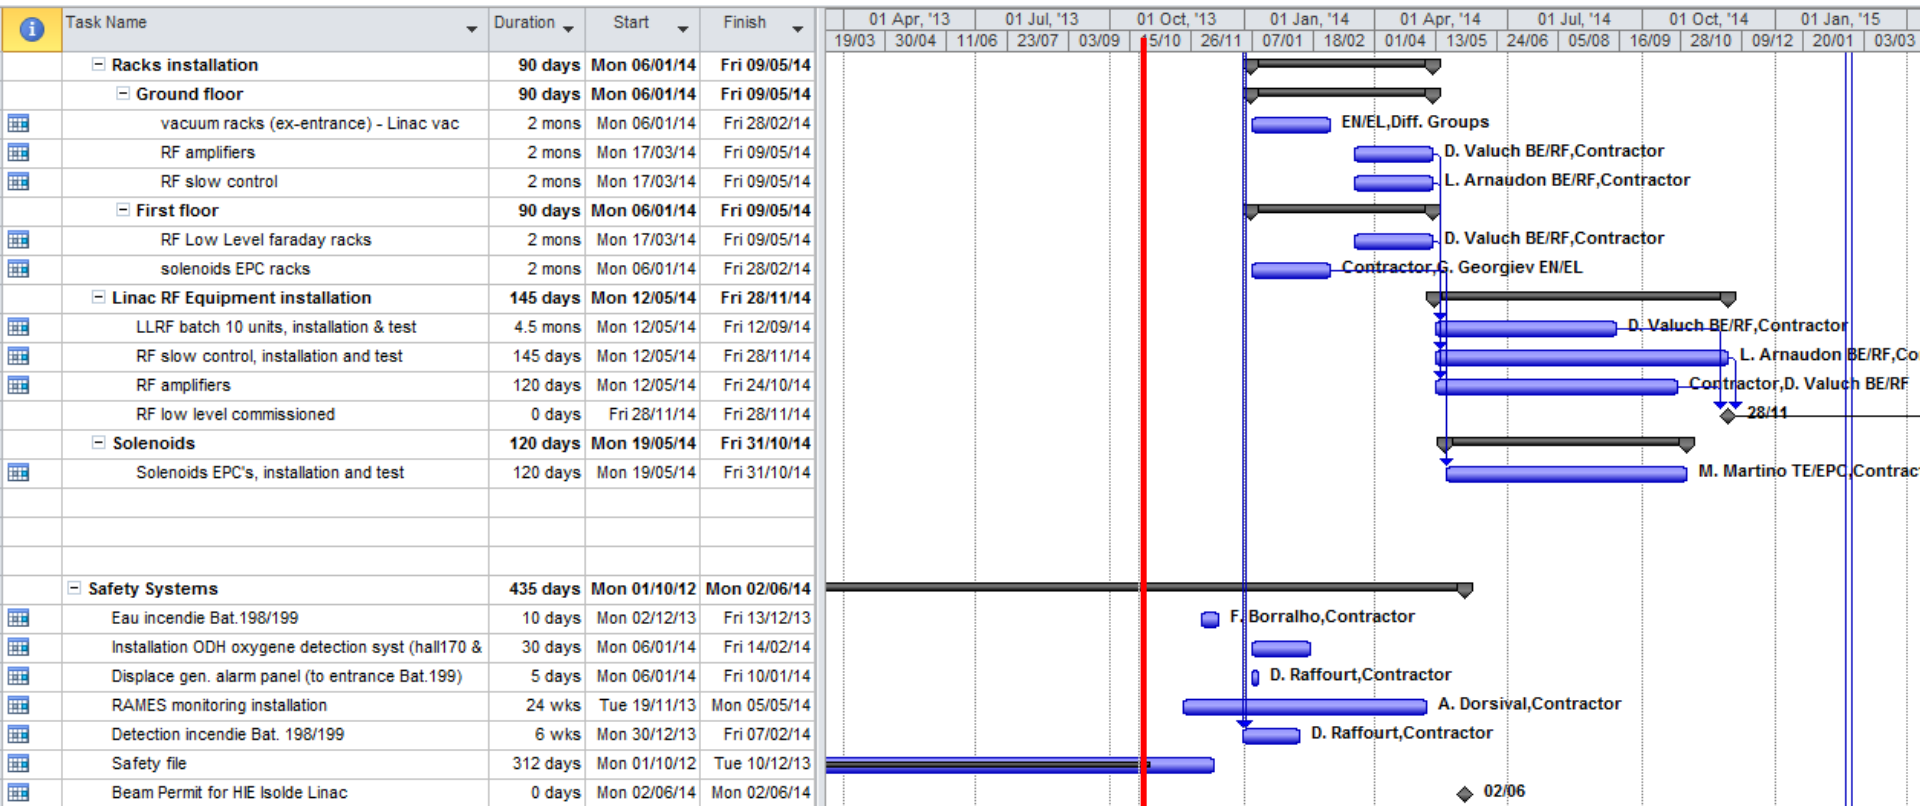 Task Name Duration Start Finish 01 Apr, '13 01 Jul, '13 01 Oct, '13 01 Jan, '14 01 Apr, '14 01 Jul, '14 01 Oct, '14 01 Jan, '15
19/03 30/04 11/06 23/07 03/09 15/10 26/11 07/01 18/02 01/04 13/05 24/06 05/08 16/09 28/10 09/12 20/01 03/03
Racks installation 90 days Mon 06/01/14 Fri 09/05/14
Ground floor 90 days Mon 06/01/14 Fri 09/05/14
vacuum racks (ex-entrance) - Linac vac 2 mons Mon 06/01/14 Fri 28/02/14 EN/EL,Diff. Groups
RF amplifiers 2 mons Mon 17/03/14 Fri 09/05/14 D. Valuch BE/RF,Contractor
RF slow control 2 mons Mon 17/03/14 Fri 09/05/14 L. Arnaudon BE/RF,Contractor
First floor 90 days Mon 06/01/14 Fri 09/05/14
RF Low Level faraday racks 2 mons Mon 17/03/14 Fri 09/05/14 D. Valuch BE/RF,Contractor
solenoids EPC racks 2 mons Mon 06/01/14 Fri 28/02/14 Contractor,G. Georgiev EN/EL
Linac RF Equipment installation 145 days Mon 12/05/14 Fri 28/11/14
LLRF batch 10 units, installation & test 4.5 mons Mon 12/05/14 Fri 12/09/14 D. Valuch BE/RF,Contractor
RF slow control, installation and test 145 days Mon 12/05/14 Fri 28/11/14 L. Arnaudon BE/RF,Co
RF amplifiers 120 days Mon 12/05/14 Fri 24/10/14 Contractor,D. Valuch BE/RF
RF low level commissioned 0 days Fri 28/11/14 Fri 28/11/14 28/11
Solenoids 120 days Mon 19/05/14 Fri 31/10/14
Solenoids EPC's, installation and test 120 days Mon 19/05/14 Fri 31/10/14 M. Martino TE/EPC,Contrac
Safety Systems 435 days Mon 01/10/12 Mon 02/06/14
Eau incendie Bat.198/199 10 days Mon 02/12/13 Fri 13/12/13 F. Borralho,Contractor
Installation ODH oxygene detection syst (hall170 & 30 days Mon 06/01/14 Fri 14/02/14
Displace gen. alarm panel (to entrance Bat.199) 5 days Mon 06/01/14 Fri 10/01/14 D. Raffourt,Contractor
RAMES monitoring installation 24 wks Tue 19/11/13 Mon 05/05/14 A. Dorsival,Contractor
Detection incendie Bat. 198/199 6 wks Mon 30/12/13 Fri 07/02/14 D. Raffourt,Contractor
Safety file 312 days Mon 01/10/12 Tue 10/12/13
Beam Permit for HIE Isolde Linac 0 days Mon 02/06/14 Mon 02/06/14 02/06